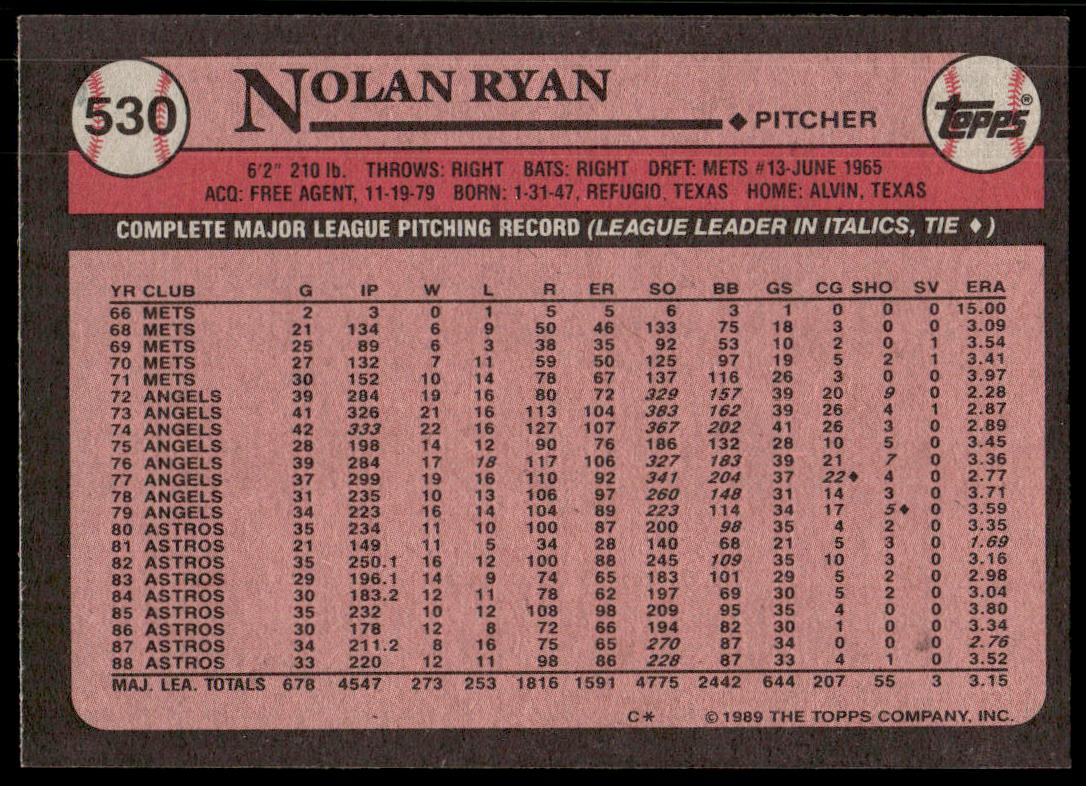 530
NOLAN RYAN
◆ PITCHER
topps®
6'2" 210 lb. THROWS: RIGHT BATS: RIGHT DRFT: METS #13-JUNE 1965
ACQ: FREE AGENT, 11-19-79 BORN: 1-31-47, REFUGIO, TEXAS HOME: ALVIN, TEXAS
COMPLETE MAJOR LEAGUE PITCHING RECORD (LEAGUE LEADER IN ITALICS, TIE ♦)
YR CLUB G IP W L R ER SO BB GS CG SHO SV ERA
66 METS 2 3 0 1 5 5 6 3 1 0 0 0 15.00
68 METS 21 134 6 9 50 46 133 75 18 3 0 0 3.09
69 METS 25 89 6 3 38 35 92 53 10 2 0 1 3.54
70 METS 27 132 7 11 59 50 125 97 19 5 2 1 3.41
71 METS 30 152 10 14 78 67 137 116 26 3 0 0 3.97
72 ANGELS 39 284 19 16 80 72 329 157 39 20 9 0 2.28
73 ANGELS 41 326 21 16 113 104 383 162 39 26 4 1 2.87
74 ANGELS 42 333 22 16 127 107 367 202 41 26 3 0 2.89
75 ANGELS 28 198 14 12 90 76 186 132 28 10 5 0 3.45
76 ANGELS 39 284 17 18 117 106 327 183 39 21 7 0 3.36
77 ANGELS 37 299 19 16 110 92 341 204 37 22♦ 4 0 2.77
78 ANGELS 31 235 10 13 106 97 260 148 31 14 3 0 3.71
79 ANGELS 34 223 16 14 104 89 223 114 34 17 5♦ 0 3.59
80 ASTROS 35 234 11 10 100 87 200 98 35 4 2 0 3.35
81 ASTROS 21 149 11 5 34 28 140 68 21 5 3 0 1.69
82 ASTROS 35 250.1 16 12 100 88 245 109 35 10 3 0 3.16
83 ASTROS 29 196.1 14 9 74 65 183 101 29 5 2 0 2.98
84 ASTROS 30 183.2 12 11 78 62 197 69 30 5 2 0 3.04
85 ASTROS 35 232 10 12 108 98 209 95 35 4 0 0 3.80
86 ASTROS 30 178 12 8 72 66 194 82 30 1 0 0 3.34
87 ASTROS 34 211.2 8 16 75 65 270 87 34 0 0 0 2.76
88 ASTROS 33 220 12 11 98 86 228 87 33 4 1 0 3.52
MAJ. LEA. TOTALS 678 4547 273 253 1816 1591 4775 2442 644 207 55 3 3.15
C* © 1989 THE TOPPS COMPANY, INC.